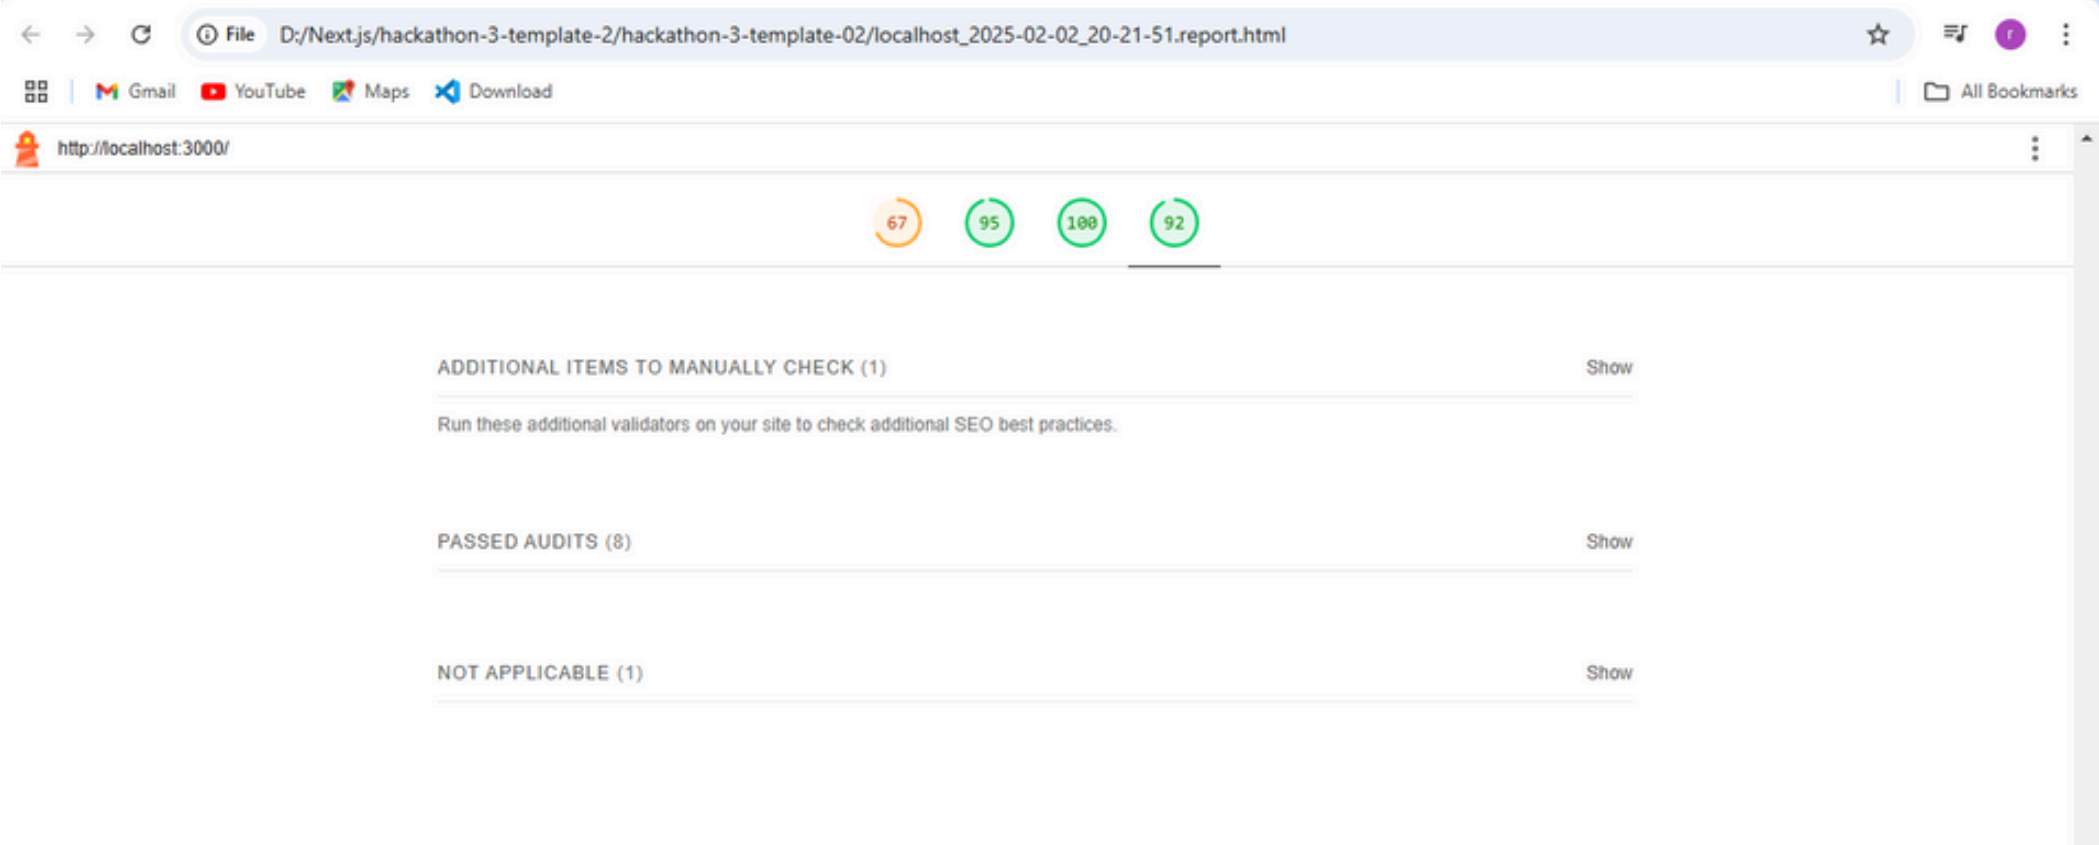 File D:/Next.js/hackathon-3-template-2/hackathon-3-template-02/localhost_2025-02-02_20-21-51.report.html r
Gmail YouTube Maps Download All Bookmarks
http://localhost:3000/
67 95 100 92
ADDITIONAL ITEMS TO MANUALLY CHECK (1) Show
Run these additional validators on your site to check additional SEO best practices.
PASSED AUDITS (8) Show
NOT APPLICABLE (1) Show